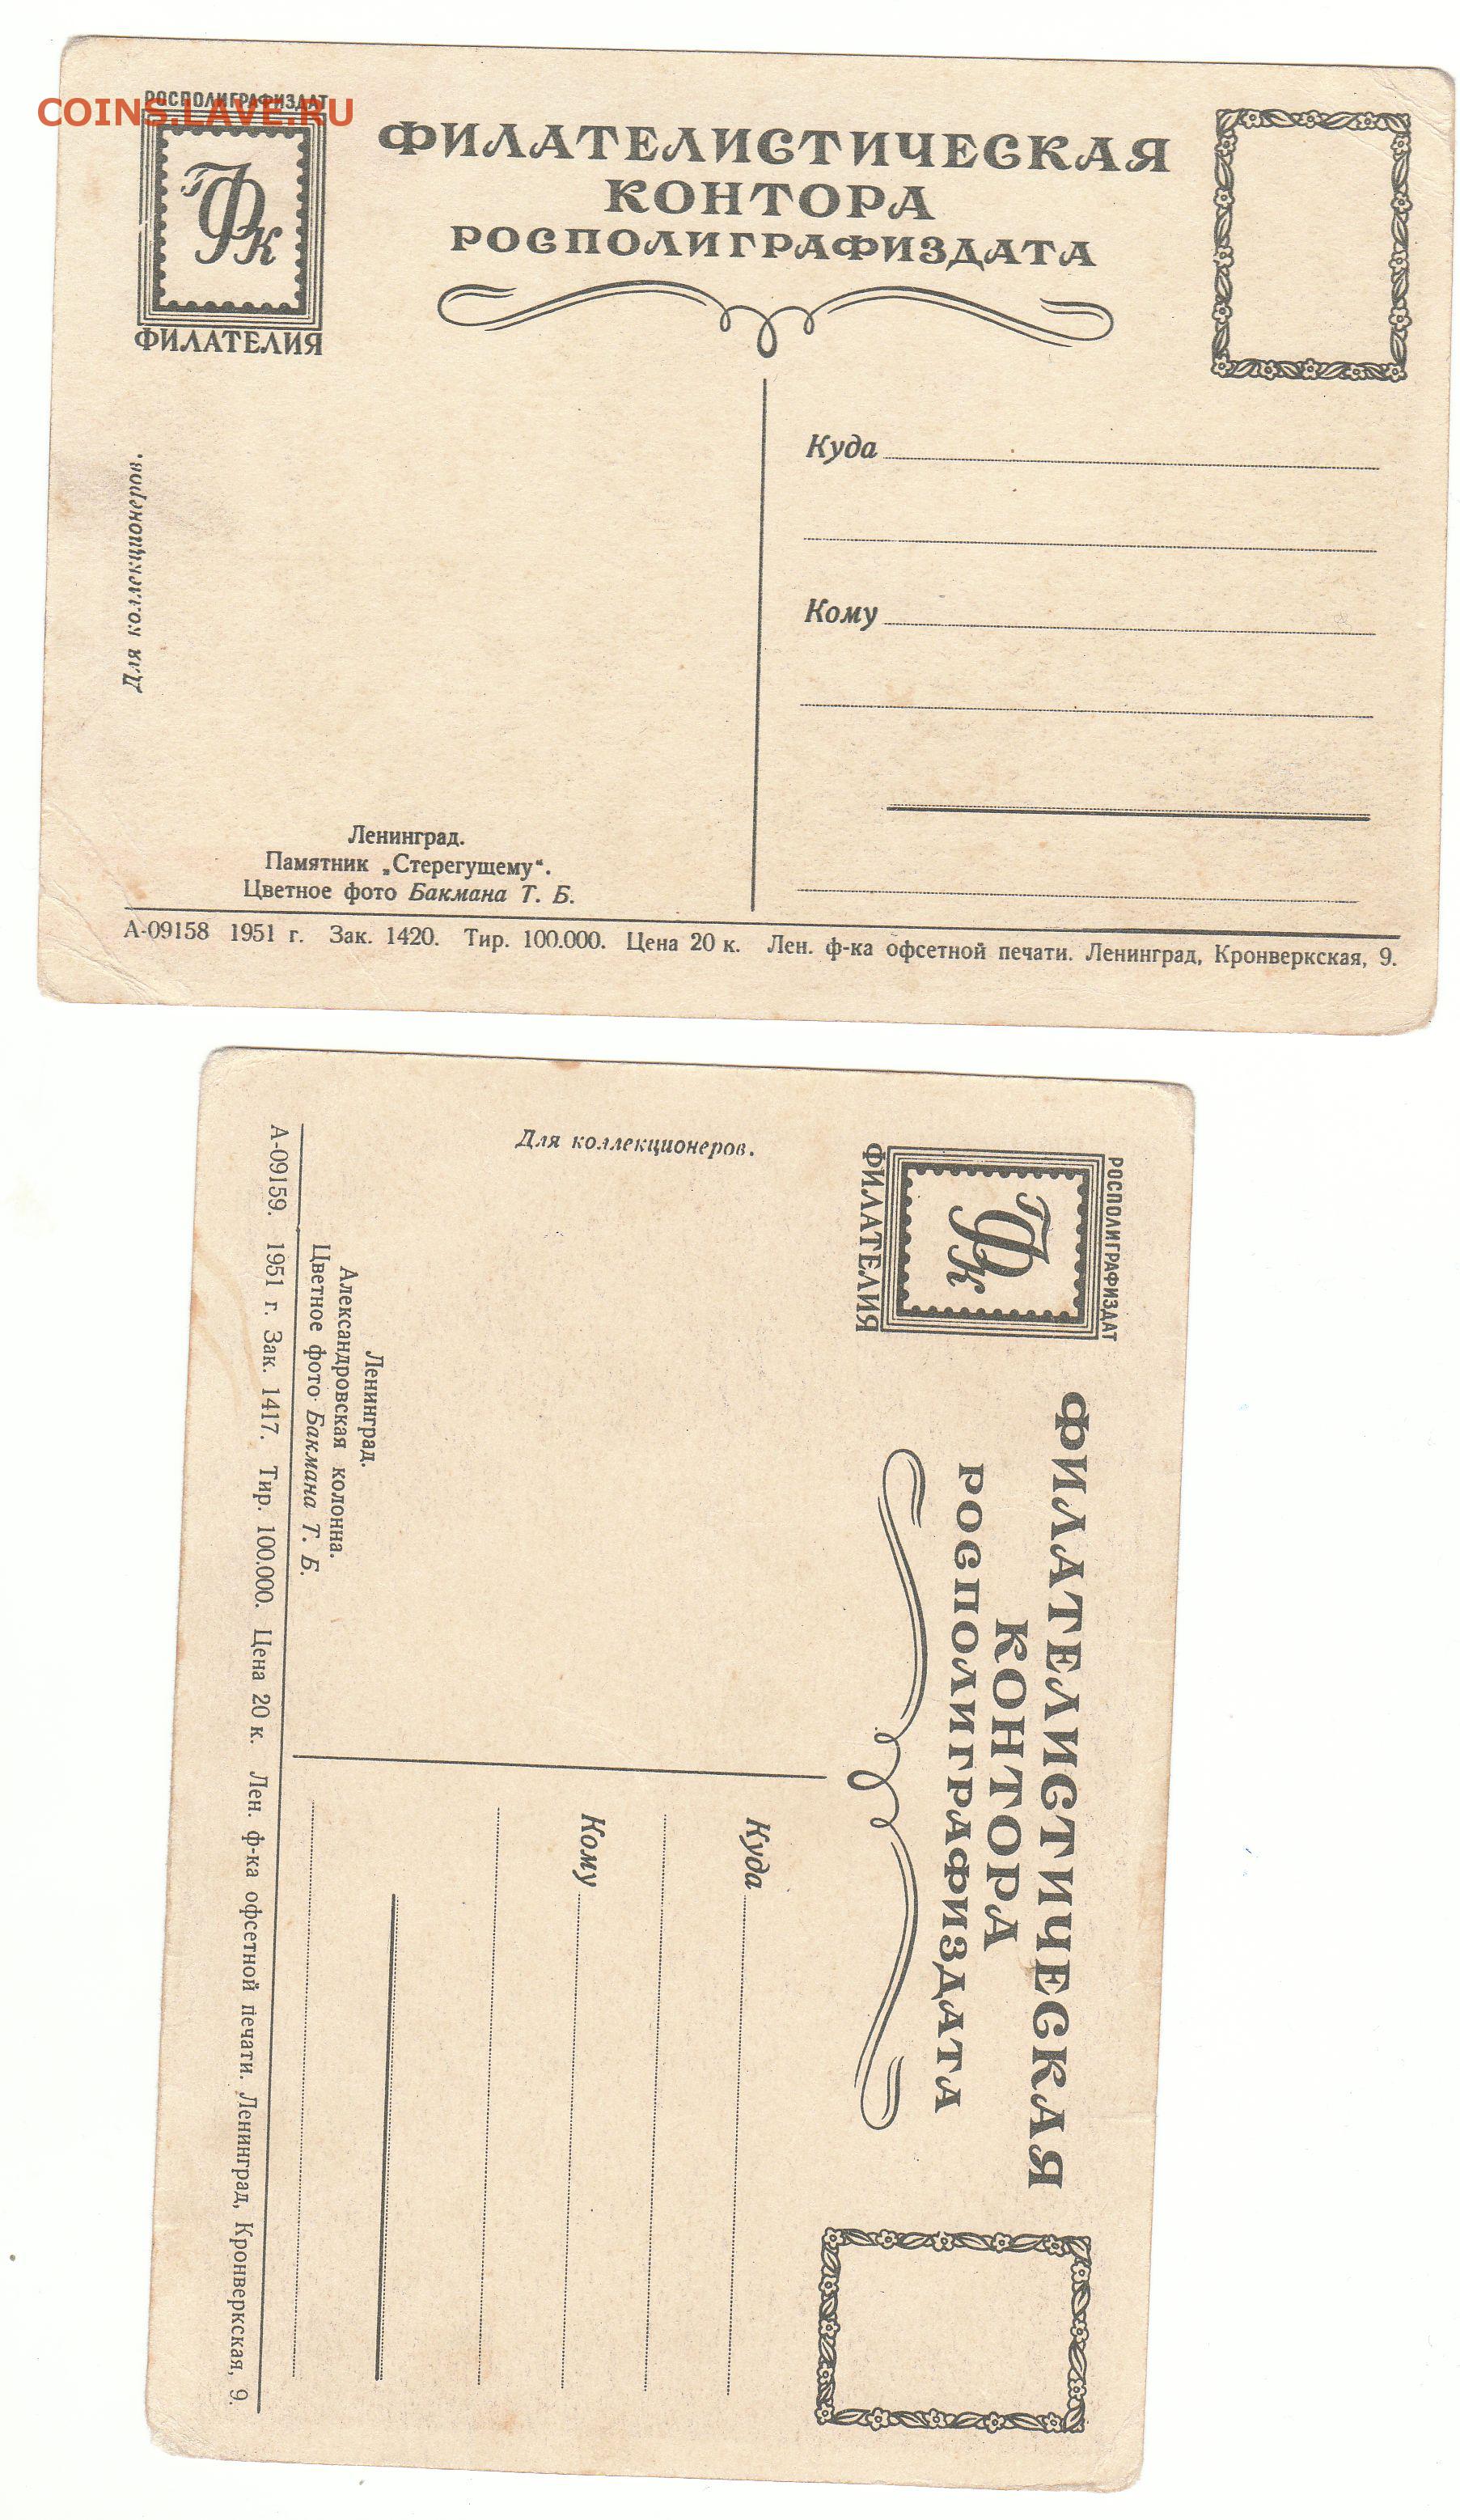 COINS.LAVE.RU
РОСПОЛИГРАФИЗДАТ
ГФК
ФИЛАТЕЛИЯ
ФИЛАТЕЛИСТИЧЕСКАЯ
КОНТОРА
РОСПОЛИГРАФИЗДАТА
Для коллекционеров.
Куда
Кому
Ленинград.
Памятник „Стерегущему“.
Цветное фото Бакмана Т. Б.
А-09158 1951 г. Зак. 1420. Тир. 100.000. Цена 20 к. Лен. ф-ка офсетной печати. Ленинград, Кронверкская, 9.
РОСПОЛИГРАФИЗДАТ
ГФК
ФИЛАТЕЛИЯ
ФИЛАТЕЛИСТИЧЕСКАЯ
КОНТОРА
РОСПОЛИГРАФИЗДАТА
Для коллекционеров.
Куда
Кому
Ленинград.
Александровская колонна.
Цветное фото Бакмана Т. Б.
А-09159. 1951 г. Зак. 1417. Тир. 100.000. Цена 20 к. Лен. ф-ка офсетной печати. Ленинград, Кронверкская, 9.